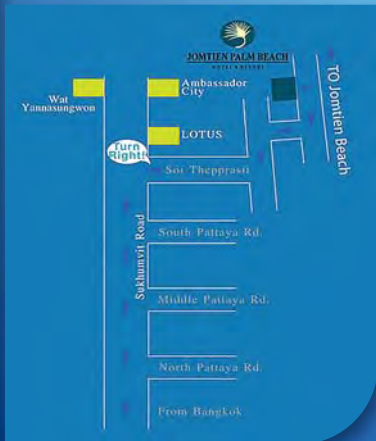 JOMTIEN PALM BEACH
HOTEL & RESORT
Wat
Yannasungwon
Ambassador
City
LOTUS
TO Jomtien Beach
Turn
Right!
Soi Thepprasit
Sukhumvit Road
South Pattaya Rd.
Middle Pattaya Rd.
North Pattaya Rd.
From Bangkok